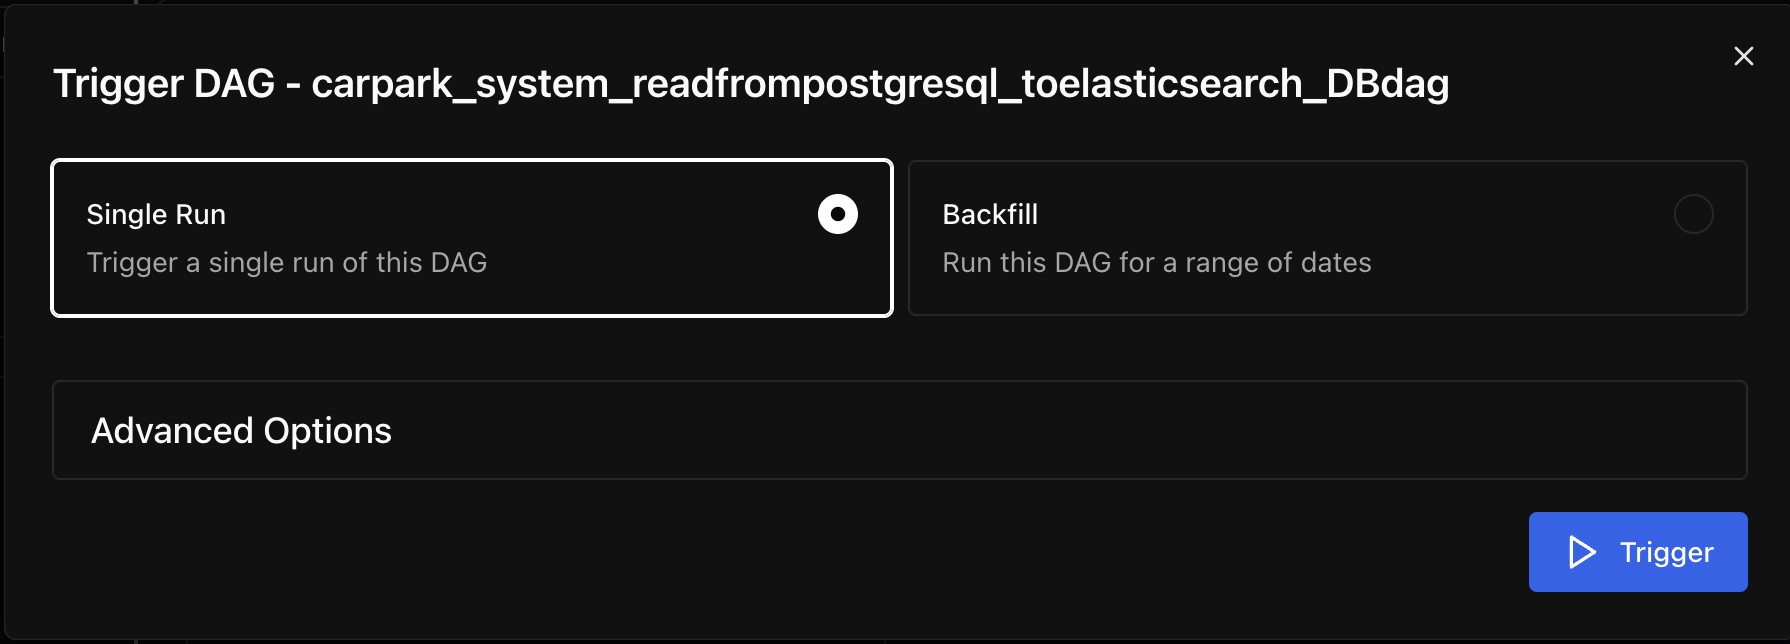 Trigger DAG - carpark_system_readfrompostgresql_toelasticsearch_DBdag
Single Run
Trigger a single run of this DAG
Backfill
Run this DAG for a range of dates
Advanced Options
Trigger